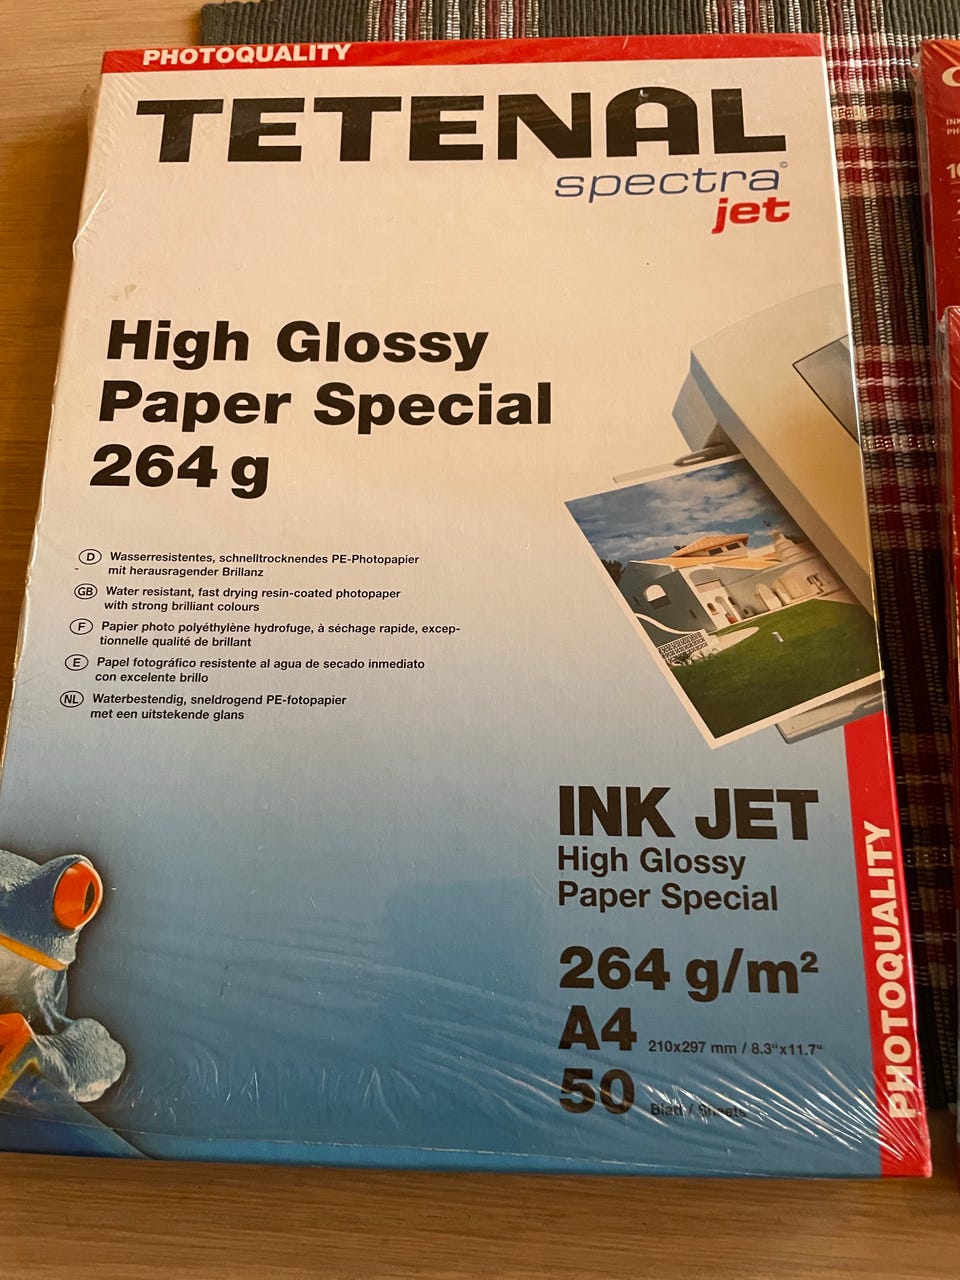 PHOTOQUALITY
TETENAL
spectra©
jet
High Glossy
Paper Special
264 g
D Wasserresistentes, schnelltrocknendes PE-Photopapier
mit herausragender Brillanz
GB Water resistant, fast drying resin-coated photopaper
with strong brilliant colours
F Papier photo polyéthylène hydrofuge, à séchage rapide, excep-
tionnelle qualité de brillant
E Papel fotográfico resistente al agua de secado inmediato
con excelente brillo
NL Waterbestendig, sneldrogend PE-fotopapier
met een uitstekende glans
INK JET
High Glossy
Paper Special
264 g/m²
A4 210x297 mm / 8.3“x11.7“
50 Blatt / Sheets
PHOTOQUALITY